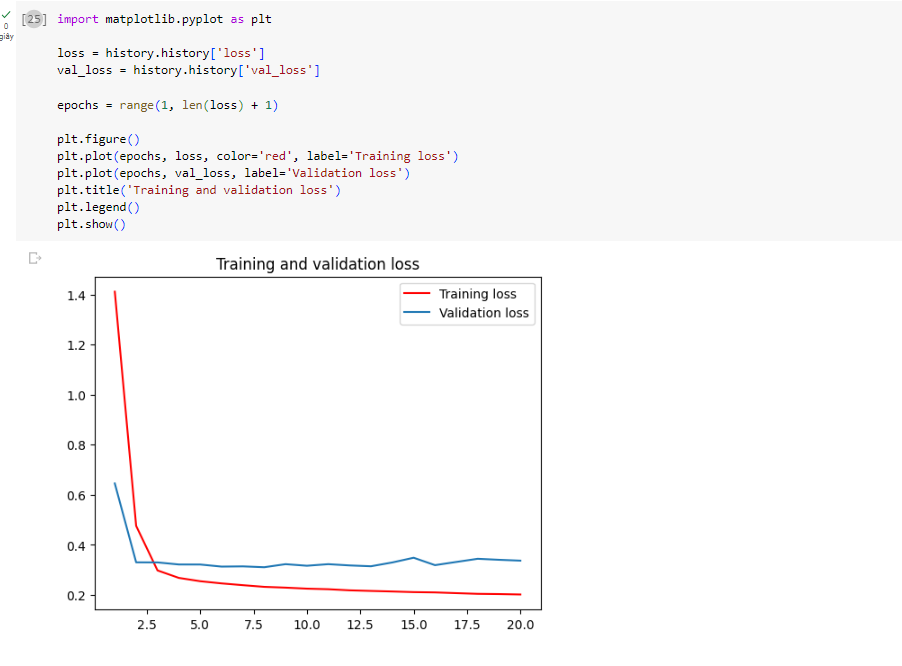 [25] import matplotlib.pyplot as plt
0
giây
loss = history.history['loss']
val_loss = history.history['val_loss']
epochs = range(1, len(loss) + 1)
plt.figure()
plt.plot(epochs, loss, color='red', label='Training loss')
plt.plot(epochs, val_loss, label='Validation loss')
plt.title('Training and validation loss')
plt.legend()
plt.show()
Training and validation loss
Training loss
Validation loss
1.4
1.2
1.0
0.8
0.6
0.4
0.2
2.5 5.0 7.5 10.0 12.5 15.0 17.5 20.0